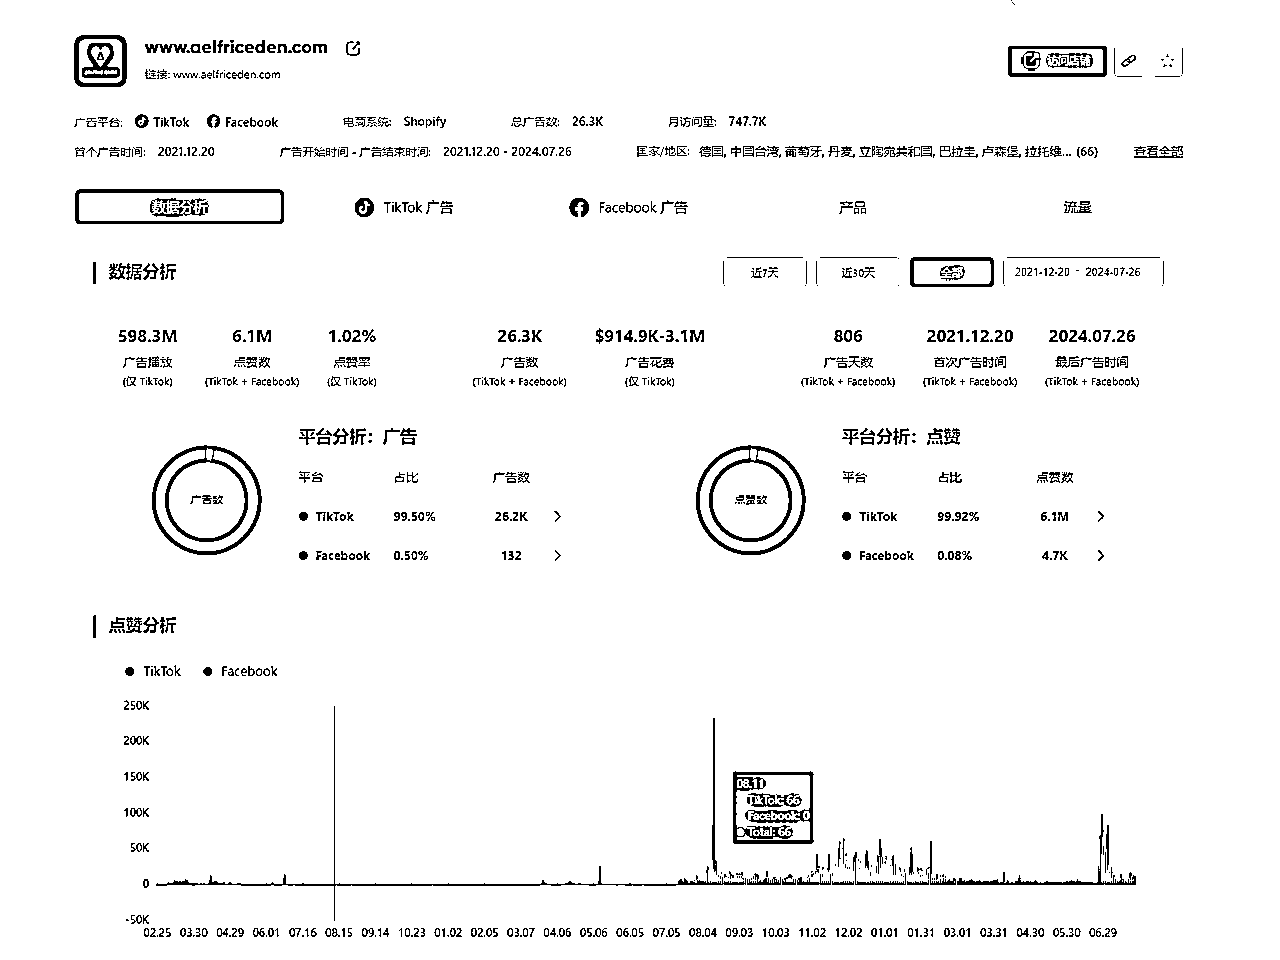 www.aelfriceden.com
链接: www.aelfriceden.com
访问店铺
广告平台: TikTok Facebook 电商系统: Shopify 总广告数: 26.3K 月访问量: 747.7K
首个广告时间: 2021.12.20 广告开始时间 - 广告结束时间: 2021.12.20 - 2024.07.26 国家/地区: 德国, 中国台湾, 葡萄牙, 丹麦, 立陶宛共和国, 巴拉圭, 卢森堡, 拉托维... (66) 查看全部
数据分析 TikTok 广告 Facebook 广告 产品 流量
数据分析 近7天 近30天 全部 2021-12-20 - 2024-07-26
598.3M 6.1M 1.02% 26.3K $914.9K-3.1M 806 2021.12.20 2024.07.26
广告播放 点赞数 点赞率 广告数 广告花费 广告天数 首次广告时间 最后广告时间
(仅 TikTok) (TikTok + Facebook) (仅 TikTok) (TikTok + Facebook) (仅 TikTok) (TikTok + Facebook) (TikTok + Facebook) (TikTok + Facebook)
平台分析: 广告
平台 占比 广告数
广告数
TikTok 99.50% 26.2K
Facebook 0.50% 132
平台分析: 点赞
平台 占比 点赞数
点赞数
TikTok 99.92% 6.1M
Facebook 0.08% 4.7K
点赞分析
TikTok Facebook
250K
200K
150K
100K
50K
0
-50K
08.11
TikTok: 66
Facebook: 0
Total: 66
02.25 03.30 04.29 06.01 07.16 08.15 09.14 10.23 01.02 02.05 03.07 04.06 05.06 06.05 07.05 08.04 09.03 10.03 11.02 12.02 01.01 01.31 03.01 03.31 04.30 05.30 06.29